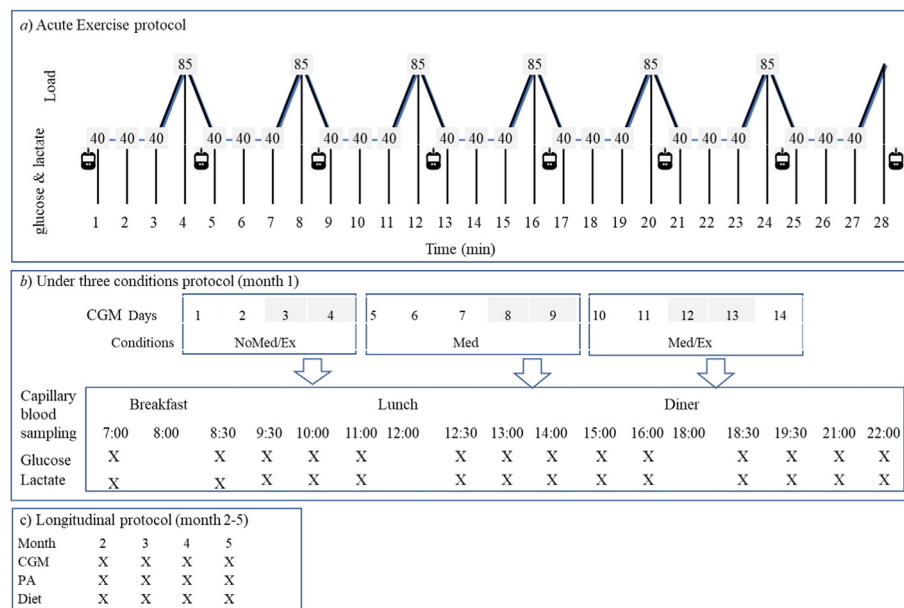 a) Acute Exercise protocol
Load
glucose & lactate
85 85 85 85 85 85
40 40 40 40 40 40 40 40 40 40 40 40 40 40 40 40 40 40 40 40 40
1 2 3 4 5 6 7 8 9 10 11 12 13 14 15 16 17 18 19 20 21 22 23 24 25 26 27 28
Time (min)
b) Under three conditions protocol (month 1)
CGM Days 1 2 3 4 5 6 7 8 9 10 11 12 13 14
Conditions NoMed/Ex Med Med/Ex
Capillary
blood
sampling
Breakfast Lunch Diner
7:00 8:00 8:30 9:30 10:00 11:00 12:00 12:30 13:00 14:00 15:00 16:00 18:00 18:30 19:30 21:00 22:00
Glucose X X X X X X X X X X X X X X
Lactate X X X X X X X X X X X X X X
c) Longitudinal protocol (month 2-5)
Month 2 3 4 5
CGM X X X X
PA X X X X
Diet X X X X